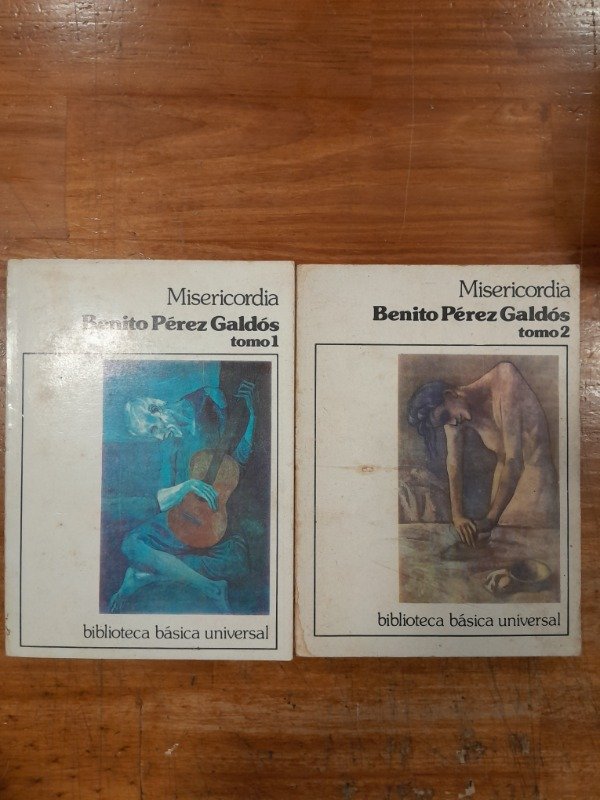 Misericordia
Benito Pérez Galdós
tomo 1
biblioteca básica universal
Misericordia
Benito Pérez Galdós
tomo 2
biblioteca básica universal